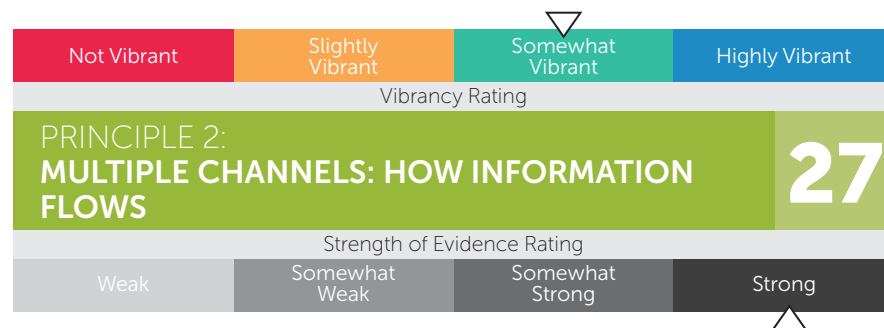 Not Vibrant
Slightly
Vibrant
Somewhat
Vibrant
Highly Vibrant
Vibrancy Rating
PRINCIPLE 2:
MULTIPLE CHANNELS: HOW INFORMATION
FLOWS
27
Strength of Evidence Rating
Weak
Somewhat
Weak
Somewhat
Strong
Strong